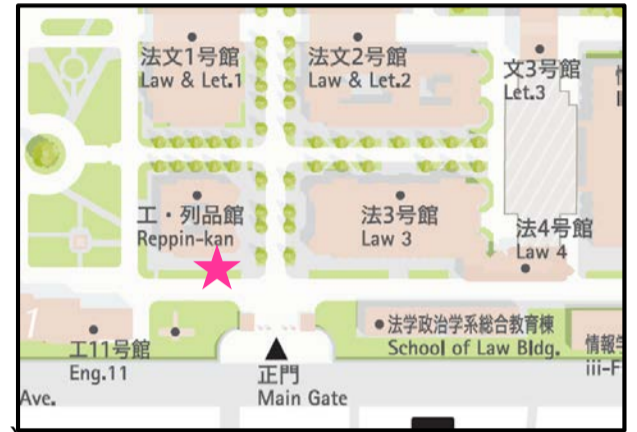 法文1号館
Law & Let.1
法文2号館
Law & Let.2
文3号館
Let.3
工・列品館
Reppin-kan
法3号館
Law 3
法4号館
Law 4
1
工11号館
Eng.11
法学政治学系総合教育棟
School of Law Bldg.
情報学
iii-F
正門
Main Gate
Ave.